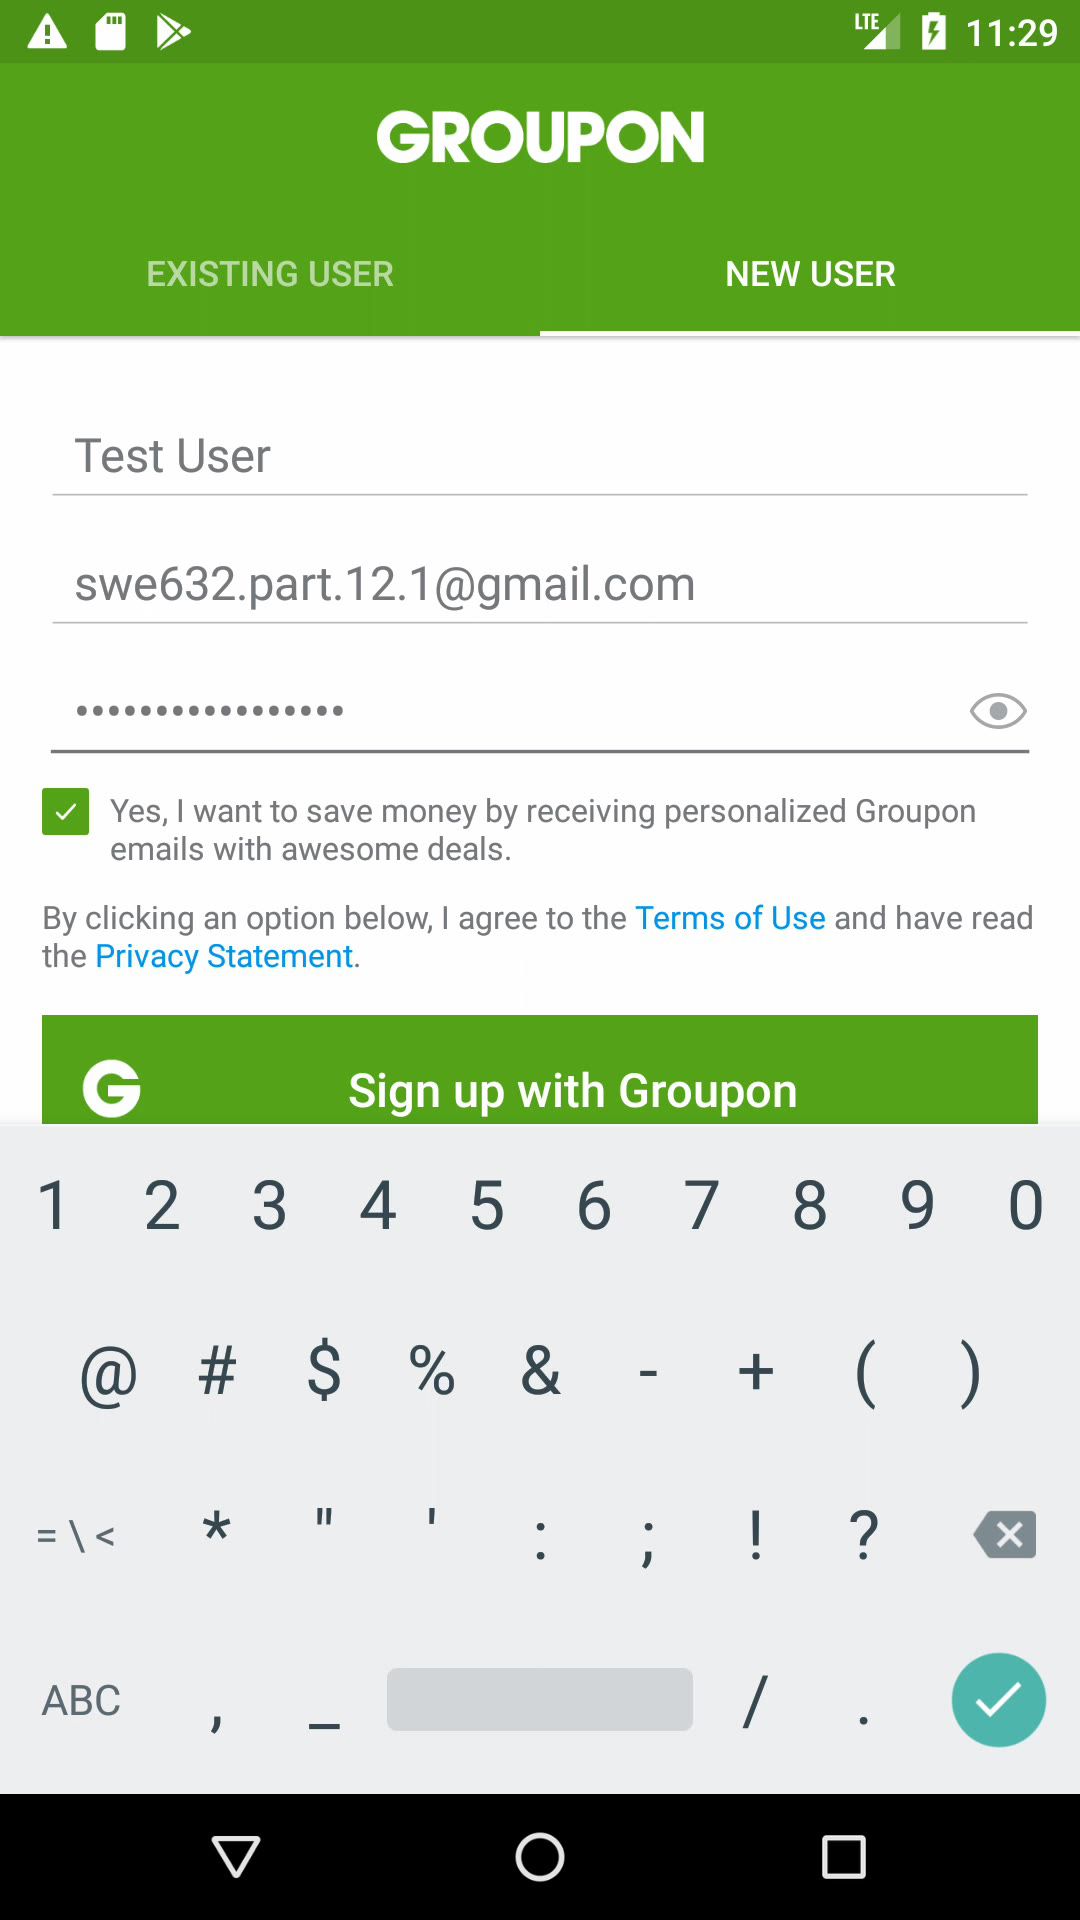 LTE 11:29
GROUPON
EXISTING USER NEW USER
Test User
swe632.part.12.1@gmail.com
•••••••••••••••••
Yes, I want to save money by receiving personalized Groupon
emails with awesome deals.
By clicking an option below, I agree to the Terms of Use and have read
the Privacy Statement.
G Sign up with Groupon
1 2 3 4 5 6 7 8 9 0
@ # $ % & - + ( )
= \ < * " ' : ; ! ?
ABC , _ / .